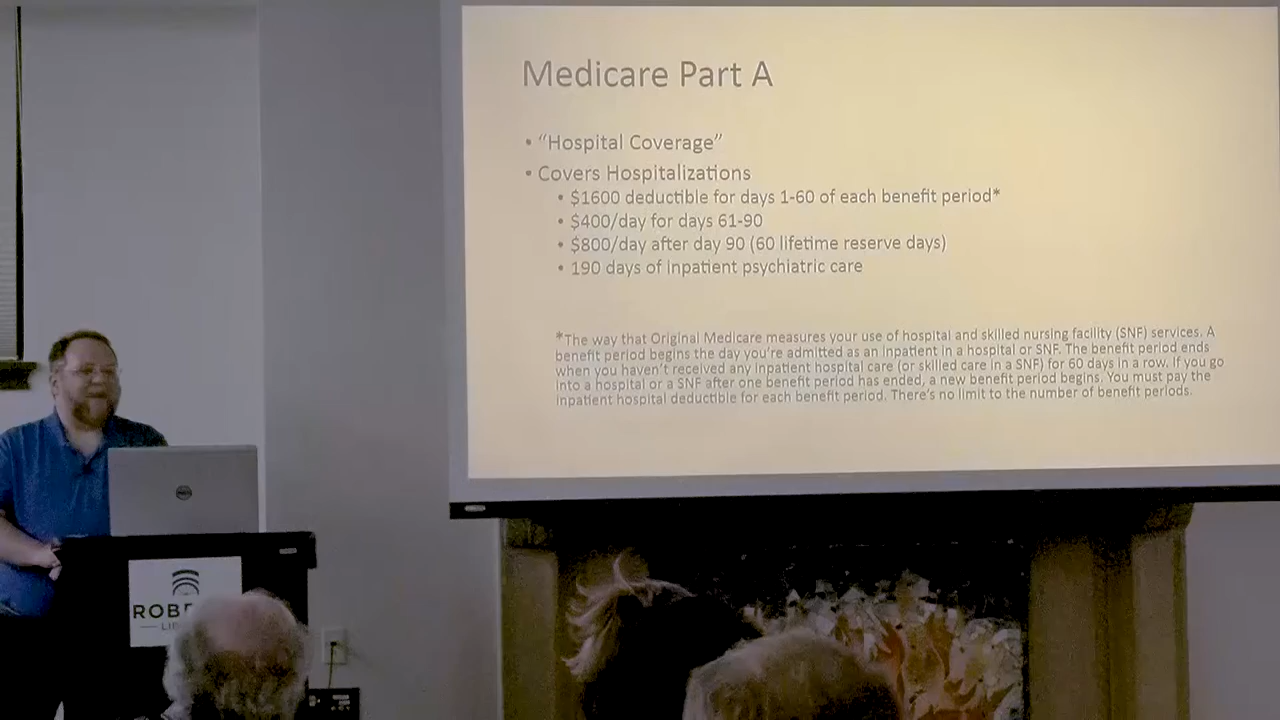 Medicare Part A
• “Hospital Coverage”
• Covers Hospitalizations
• $1600 deductible for days 1-60 of each benefit period*
• $400/day for days 61-90
• $800/day after day 90 (60 lifetime reserve days)
• 190 days of inpatient psychiatric care
*The way that Original Medicare measures your use of hospital and skilled nursing facility (SNF) services. A
benefit period begins the day you're admitted as an inpatient in a hospital or SNF. The benefit period ends
when you haven't received any inpatient hospital care (or skilled care in a SNF) for 60 days in a row. If you go
into a hospital or a SNF after one benefit period has ended, a new benefit period begins. You must pay the
inpatient hospital deductible for each benefit period. There's no limit to the number of benefit periods.
DELL